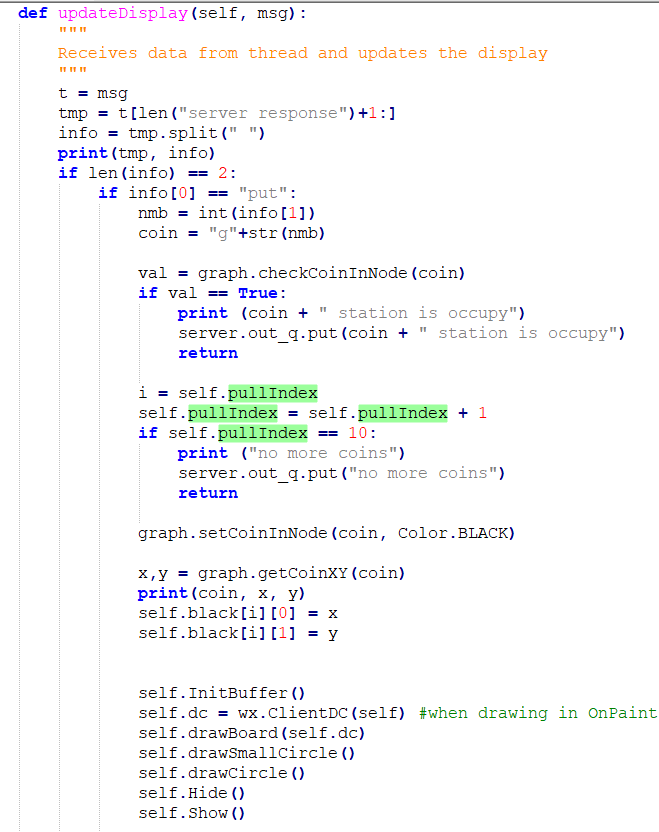 def updateDisplay(self, msg):
    """
    Receives data from thread and updates the display
    """
    t = msg
    tmp = t[len("server response")+1:]
    info = tmp.split(" ")
    print(tmp, info)
    if len(info) == 2:
        if info[0] == "put":
            nmb = int(info[1])
            coin = "g"+str(nmb)

            val = graph.checkCoinInNode(coin)
            if val == True:
                print (coin + " station is occupy")
                server.out_q.put(coin + " station is occupy")
                return

            i = self.pullIndex
            self.pullIndex = self.pullIndex + 1
            if self.pullIndex == 10:
                print ("no more coins")
                server.out_q.put("no more coins")
                return

            graph.setCoinInNode(coin, Color.BLACK)

            x,y = graph.getCoinXY(coin)
            print(coin, x, y)
            self.black[i][0] = x
            self.black[i][1] = y


            self.InitBuffer()
            self.dc = wx.ClientDC(self) #when drawing in OnPaint
            self.drawBoard(self.dc)
            self.drawSmallCircle()
            self.drawCircle()
            self.Hide()
            self.Show()